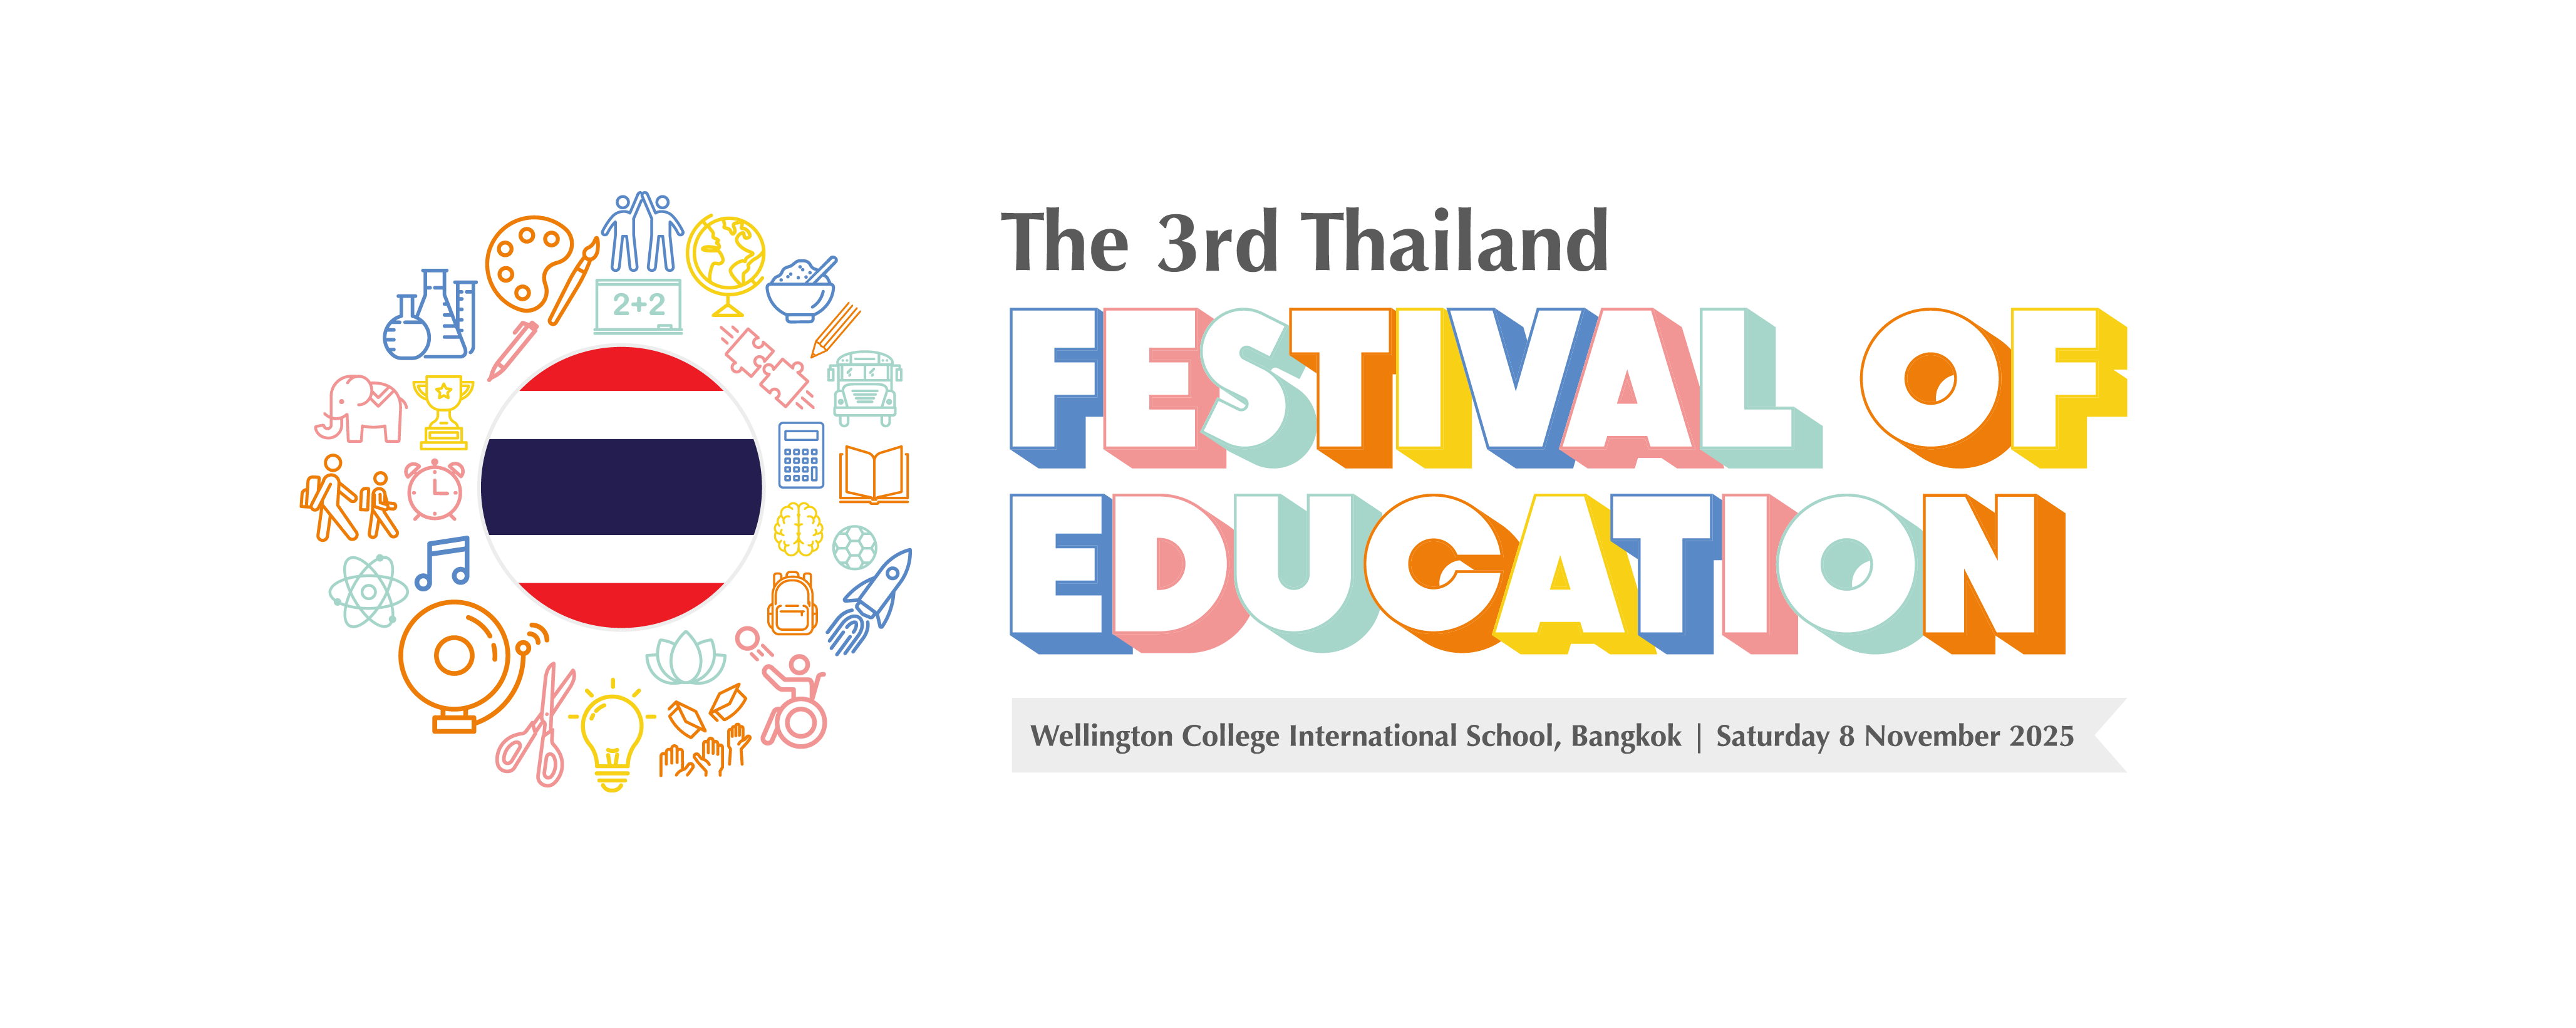 2+2
The 3rd Thailand
FESTIVAL OF
EDUCATION
Wellington College International School, Bangkok | Saturday 8 November 2025